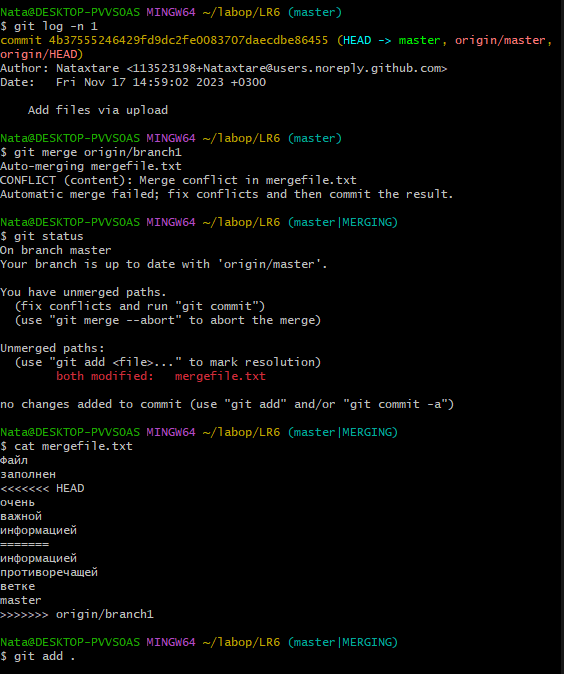 Nata@DESKTOP-PVVSOAS MINGW64 ~/labop/LR6 (master)
$ git log -n 1
commit 4b37555246429fd9dc2fe0083707daecdbe86455 (HEAD -> master, origin/master,
origin/HEAD)
Author: Nataxtare <113523198+Nataxtare@users.noreply.github.com>
Date:   Fri Nov 17 14:59:02 2023 +0300

    Add files via upload

Nata@DESKTOP-PVVSOAS MINGW64 ~/labop/LR6 (master)
$ git merge origin/branch1
Auto-merging mergefile.txt
CONFLICT (content): Merge conflict in mergefile.txt
Automatic merge failed; fix conflicts and then commit the result.

Nata@DESKTOP-PVVSOAS MINGW64 ~/labop/LR6 (master|MERGING)
$ git status
On branch master
Your branch is up to date with 'origin/master'.

You have unmerged paths.
  (fix conflicts and run "git commit")
  (use "git merge --abort" to abort the merge)

Unmerged paths:
  (use "git add <file>..." to mark resolution)
        both modified:   mergefile.txt

no changes added to commit (use "git add" and/or "git commit -a")

Nata@DESKTOP-PVVSOAS MINGW64 ~/labop/LR6 (master|MERGING)
$ cat mergefile.txt
Файл
заполнен
<<<<<<< HEAD
очень
важной
информацией
=======
информацией
противоречащей
ветке
master
>>>>>>> origin/branch1

Nata@DESKTOP-PVVSOAS MINGW64 ~/labop/LR6 (master|MERGING)
$ git add .